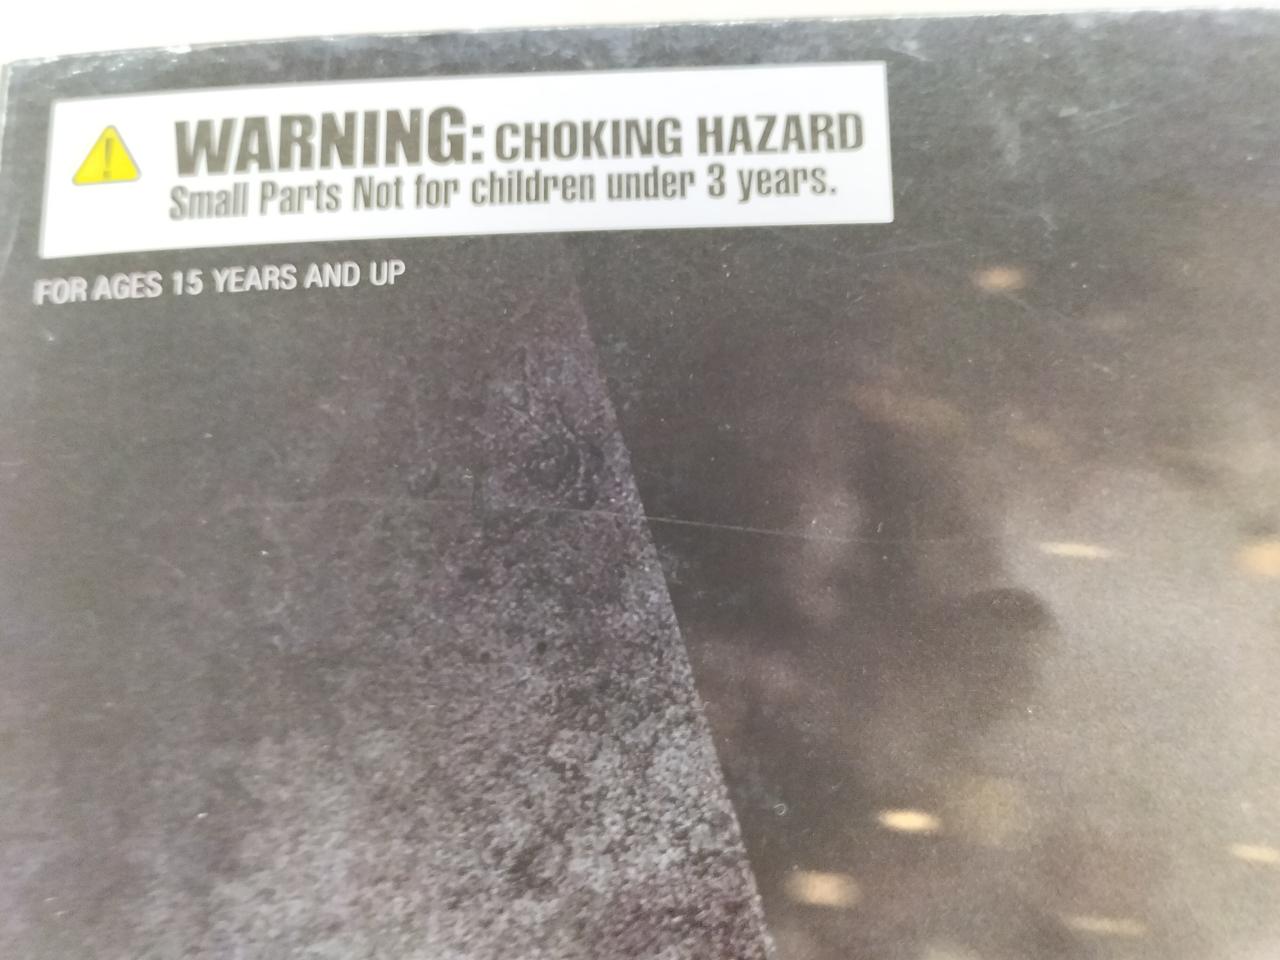 WARNING: CHOKING HAZARD
Small Parts Not for children under 3 years.
FOR AGES 15 YEARS AND UP